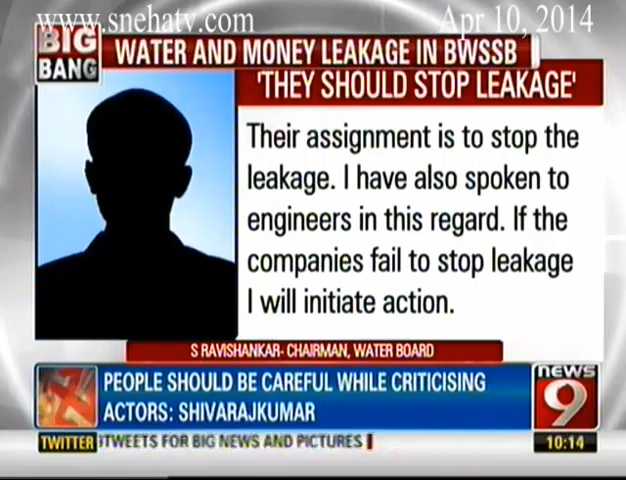 www.snehatv.com
Apr 10, 2014
BIG
BANG
WATER AND MONEY LEAKAGE IN BWSSB
'THEY SHOULD STOP LEAKAGE'
Their assignment is to stop the
leakage. I have also spoken to
engineers in this regard. If the
companies fail to stop leakage
I will initiate action.
S RAVISHANKAR- CHAIRMAN, WATER BOARD
PEOPLE SHOULD BE CAREFUL WHILE CRITICISING
ACTORS: SHIVARAJKUMAR
NEWS
9
TWITTER
TWEETS FOR BIG NEWS AND PICTURES
10:14